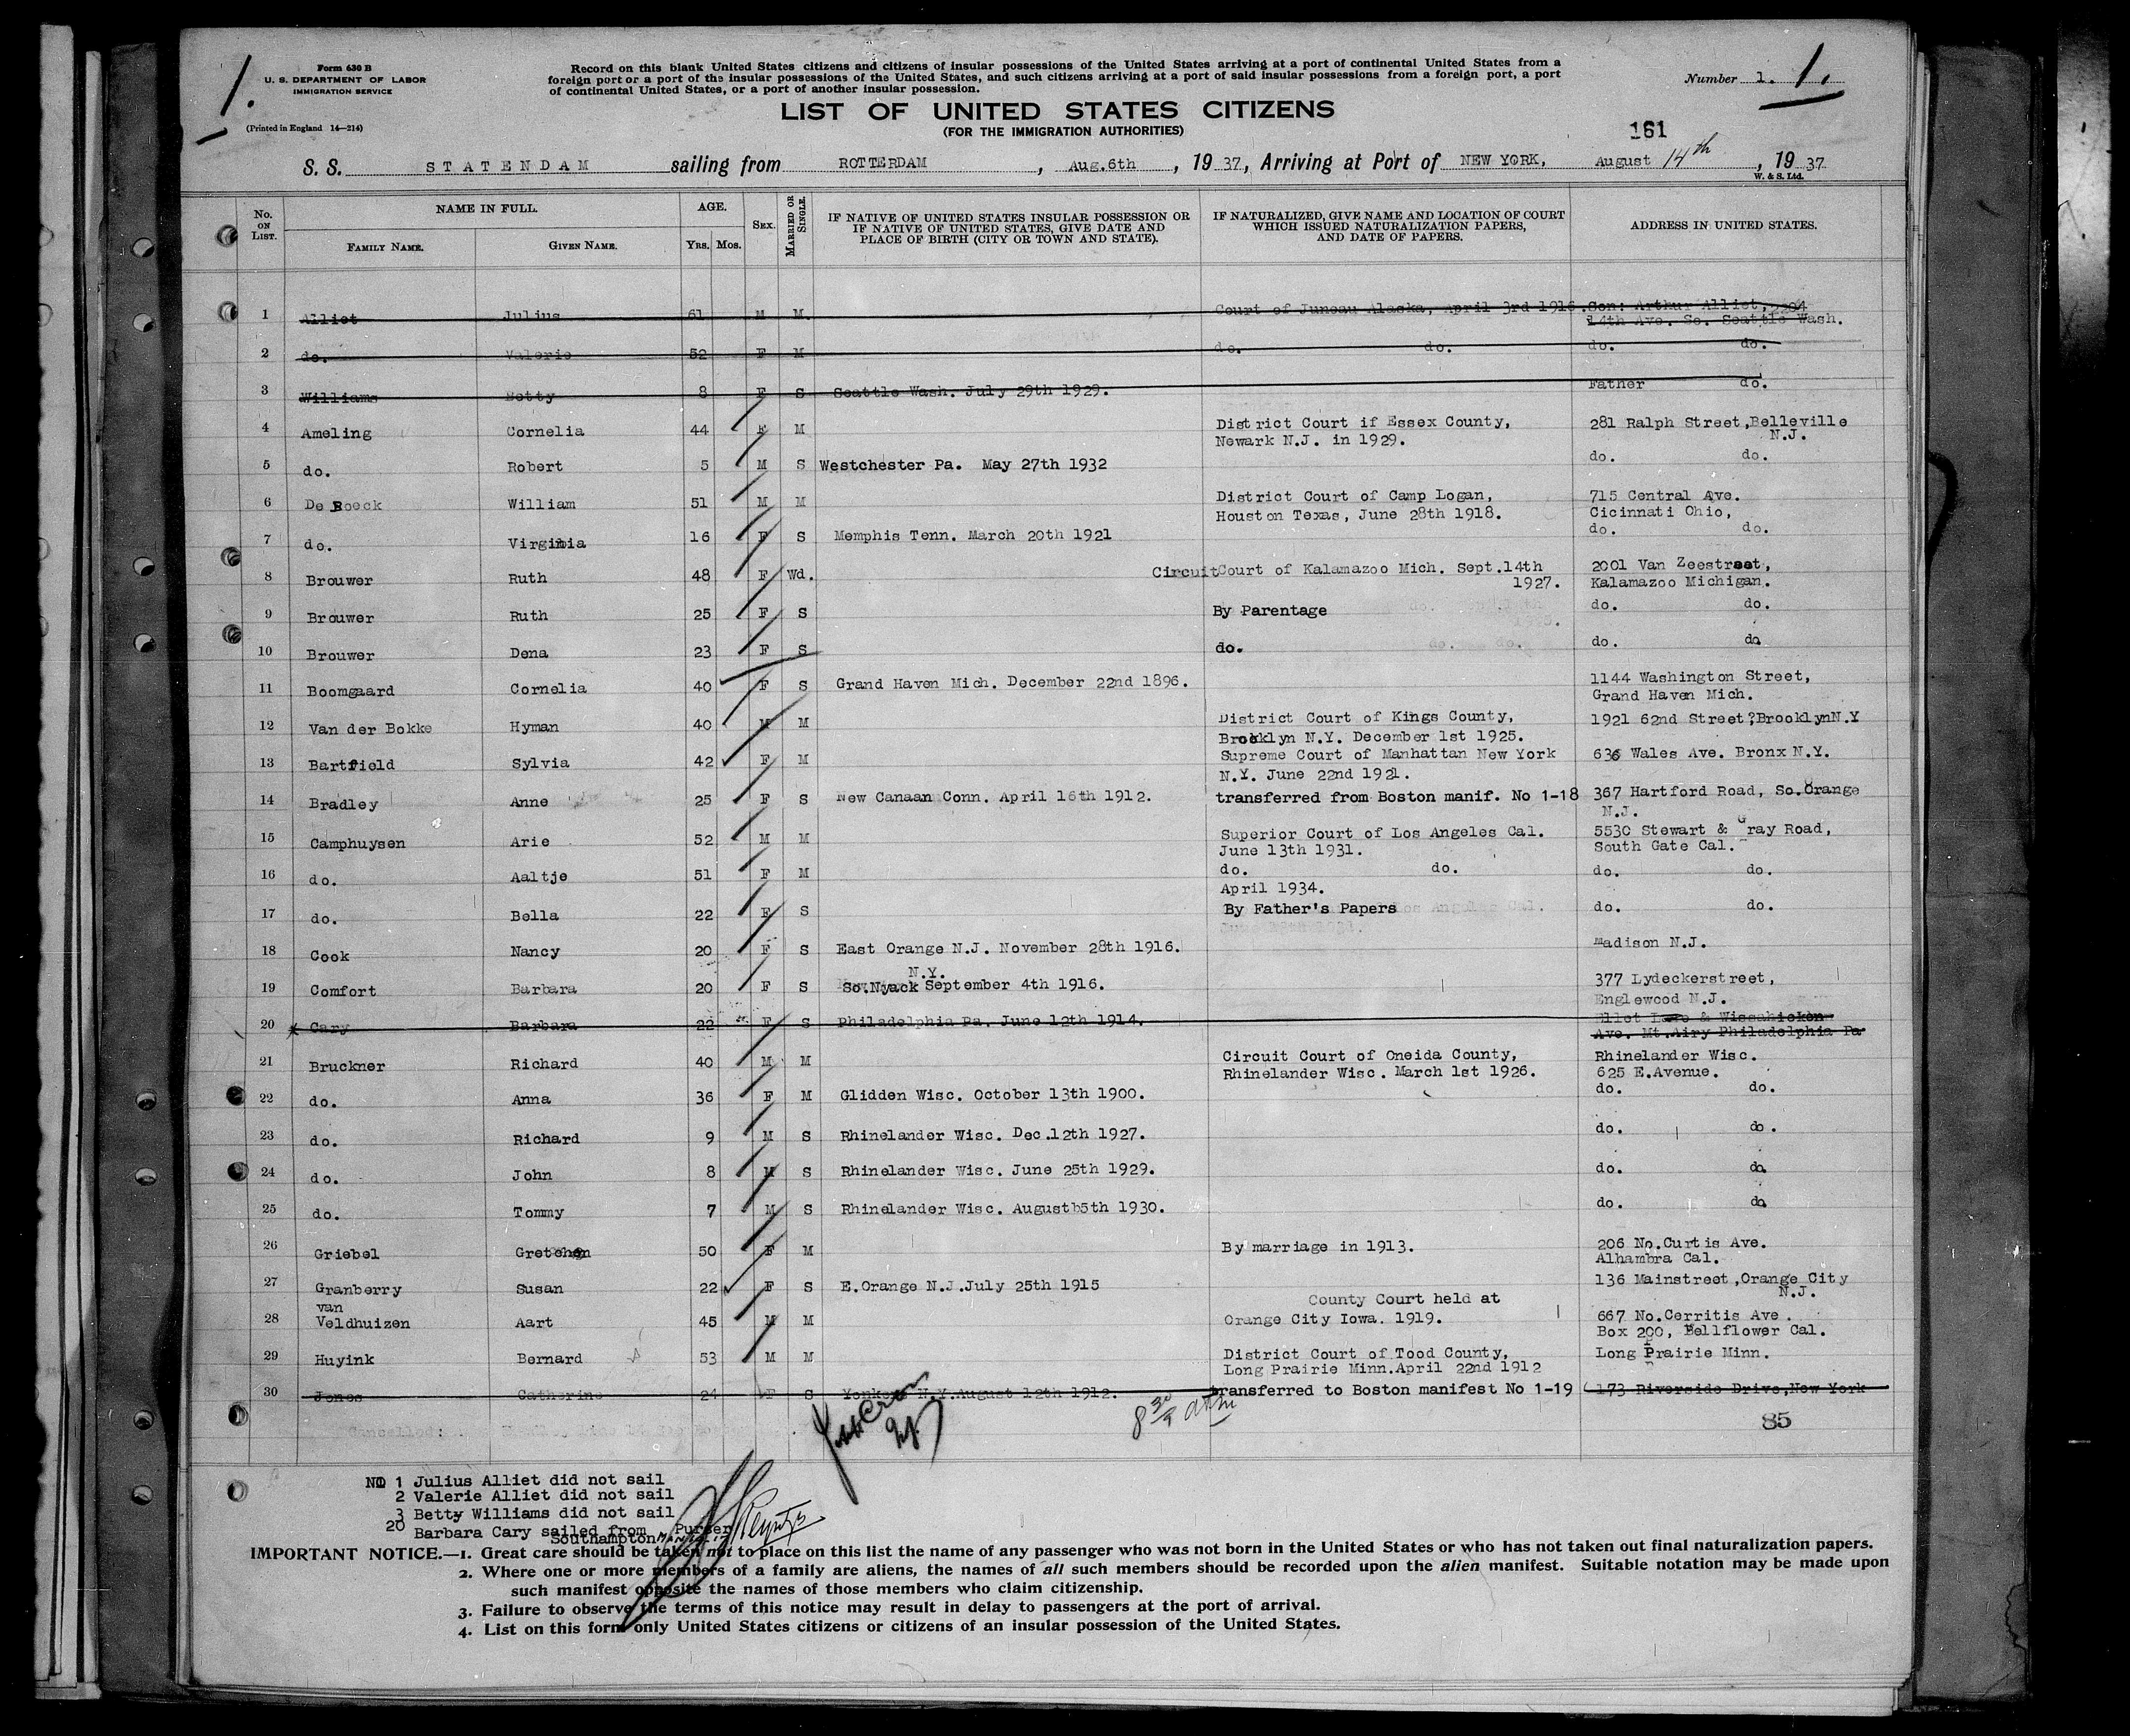 1.
Form 630 B
U. S. DEPARTMENT OF LABOR
IMMIGRATION SERVICE
(Printed in England 14—214)
Record on this blank United States citizens and citizens of insular possessions of the United States arriving at a port of continental United States from a
foreign port or a port of the insular possessions of the United States, and such citizens arriving at a port of said insular possessions from a foreign port, a port
of continental United States, or a port of another insular possession.
Number 1. 1.
LIST OF UNITED STATES CITIZENS
(FOR THE IMMIGRATION AUTHORITIES)
161
S. S. STATENDAM sailing from ROTTERDAM, Aug.6th, 1937, Arriving at Port of NEW YORK, August 14th, 1937
W. & S. Ltd.
No. ON LIST. NAME IN FULL. FAMILY NAME. GIVEN NAME. AGE. YRS. MOS. SEX. MARRIED OR SINGLE.
IF NATIVE OF UNITED STATES INSULAR POSSESSION OR
IF NATIVE OF UNITED STATES, GIVE DATE AND
PLACE OF BIRTH (CITY OR TOWN AND STATE).
IF NATURALIZED, GIVE NAME AND LOCATION OF COURT
WHICH ISSUED NATURALIZATION PAPERS,
AND DATE OF PAPERS.
ADDRESS IN UNITED STATES.
1 Alliet Julius 61 M M Court of Juneau Alaska, April 3rd 1916. Son: Arthur Alliet,
14th Ave. So. Seattle Wash.
2 do. Valerie 52 F M do. do. do. do.
3 Williams Betty 8 F S Seattle Wash. July 29th 1929. Father do.
4 Ameling Cornelia 44 F M District Court if Essex County, 281 Ralph Street,Belleville
Newark N.J. in 1929. N.J.
5 do. Robert 5 M S Westchester Pa. May 27th 1932 do. do.
6 De Roeck William 51 M M District Court of Camp Logan, 715 Central Ave.
Houston Texas, June 28th 1918. Cicinnati Ohio,
7 do. Virginia 16 F S Memphis Tenn. March 20th 1921 do. do.
8 Brouwer Ruth 48 F Wd. Circuit Court of Kalamazoo Mich. Sept.14th 2001 Van Zeestraet,
1927. Kalamazoo Michigan.
9 Brouwer Ruth 25 F S By Parentage do. do.
10 Brouwer Dena 23 F S do. do. do
11 Boomgaard Cornelia 40 F S Grand Haven Mich. December 22nd 1896. 1144 Washington Street,
Grand Haven Mich.
12 Van der Bokke Hyman 40 M M District Court of Kings County, 1921 62nd Street?BrooklynN.Y
Brooklyn N.Y. December 1st 1925.
13 Bartfield Sylvia 42 F M Supreme Court of Manhattan New York 636 Wales Ave. Bronx N.Y.
N.Y. June 22nd 1921.
14 Bradley Anne 25 F S New Canaan Conn. April 16th 1912. transferred from Boston manif. No 1-18 367 Hartford Road, So.Orange
N.J.
15 Camphuysen Arie 52 M M Superior Court of Los Angeles Cal. 5530 Stewart & Gray Road,
June 13th 1931. South Gate Cal.
16 do. Aaltje 51 F M do. do. do. do.
April 1934.
17 do. Bella 22 F S By Father's Papers do. do.
18 Cook Nancy 20 F S East Orange N.J. November 28th 1916. Madison N.J.
N.Y.
19 Comfort Barbara 20 F S So.Nyack September 4th 1916. 377 Lydeckerstreet,
Englewood N.J.
20 Cary Barbara 22 F S Philadelphia Pa. June 12th 1914. & Wissahicken
Ave. Mt.Airy Philadelphia Pa
21 Bruckner Richard 40 M M Circuit Court of Oneida County, Rhinelander Wisc.
Rhinelander Wisc. March 1st 1926. 625 E.Avenue.
22 do. Anna 36 F M Glidden Wisc. October 13th 1900. do. do.
23 do. Richard 9 M S Rhinelander Wisc. Dec.12th 1927. do. do.
24 do. John 8 M S Rhinelander Wisc. June 25th 1929. do. do
25 do. Tommy 7 M S Rhinelander Wisc. August 5th 1930. do. do
26 Griebel Gretchen 50 F M By marriage in 1913. 206 No.Curtis Ave.
Alhambra Cal.
27 Granberry Susan 22 F S E.Orange N.J.July 25th 1915 136 Mainstreet,Orange City
N.J.
van County Court held at
28 Veldhuizen Aart 45 M M Orange City Iowa. 1919. 667 No.Cerritis Ave.
Box 200, Bellflower Cal.
29 Huyink Bernard 53 M M District Court of Tood County, Long Prairie Minn.
Long Prairie Minn.April 22nd 1912
30 Jones Catherine 24 F S Yonkers N.Y.August 12th 1912. transferred to Boston manifest No 1-19 173 Riverside Drive,New York
85
NO 1 Julius Alliet did not sail
2 Valerie Alliet did not sail
3 Betty Williams did not sail
20 Barbara Cary sailed from
Southampton
Purser
IMPORTANT NOTICE.—1. Great care should be taken not to place on this list the name of any passenger who was not born in the United States or who has not taken out final naturalization papers.
2. Where one or more members of a family are aliens, the names of all such members should be recorded upon the alien manifest. Suitable notation may be made upon
such manifest opposite the names of those members who claim citizenship.
3. Failure to observe the terms of this notice may result in delay to passengers at the port of arrival.
4. List on this form only United States citizens or citizens of an insular possession of the United States.